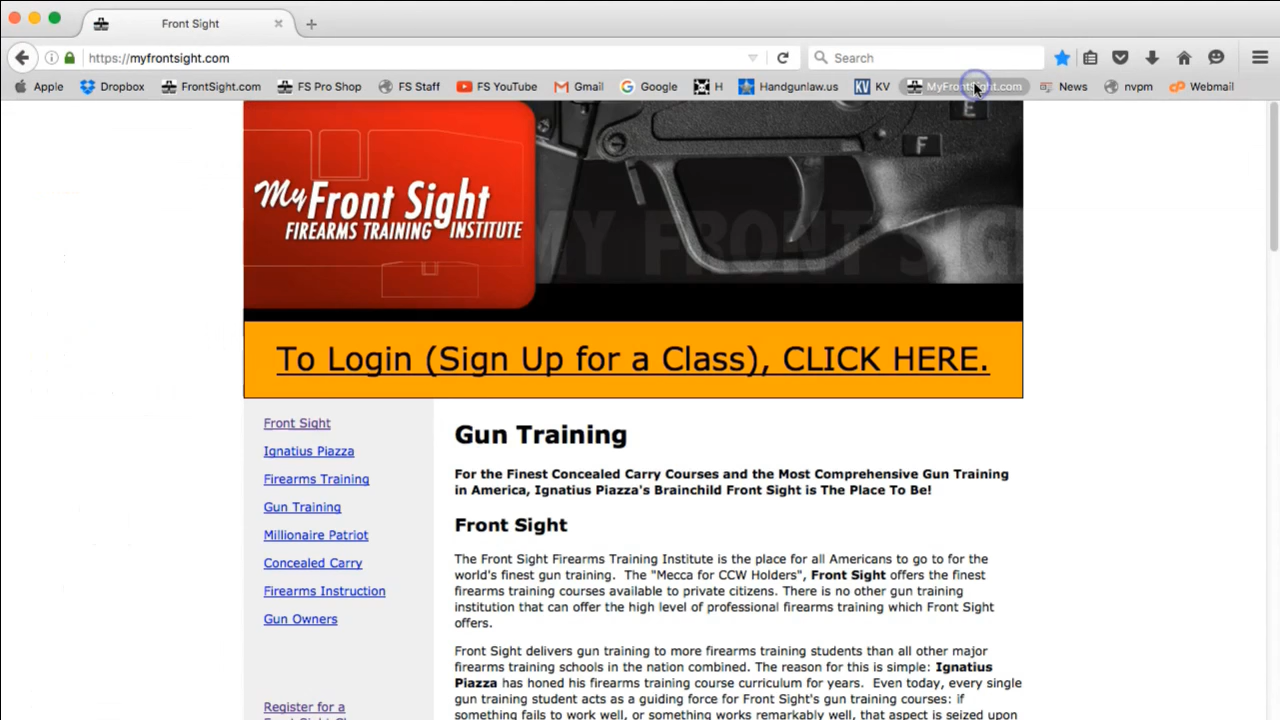 Front Sight
https://myfrontsight.com
Search
Apple Dropbox FrontSight.com FS Pro Shop FS Staff FS YouTube Gmail Google H Handgunlaw.us KV KV MyFrontSight.com News nvpm Webmail
E
F
My Front Sight
FIREARMS TRAINING INSTITUTE
MY FRONT SIGH
To Login (Sign Up for a Class), CLICK HERE.
Front Sight
Ignatius Piazza
Firearms Training
Gun Training
Millionaire Patriot
Concealed Carry
Firearms Instruction
Gun Owners
Register for a
Gun Training
For the Finest Concealed Carry Courses and the Most Comprehensive Gun Training
in America, Ignatius Piazza's Brainchild Front Sight is The Place To Be!
Front Sight
The Front Sight Firearms Training Institute is the place for all Americans to go to for the
world's finest gun training. The "Mecca for CCW Holders", Front Sight offers the finest
firearms training courses available to private citizens. There is no other gun training
institution that can offer the high level of professional firearms training which Front Sight
offers.
Front Sight delivers gun training to more firearms training students than all other major
firearms training schools in the nation combined. The reason for this is simple: Ignatius
Piazza has honed his firearms training course curriculum for years. Even today, every single
gun training student acts as a guiding force for Front Sight's gun training courses: if
something fails to work well, or something works remarkably well, that aspect is seized upon